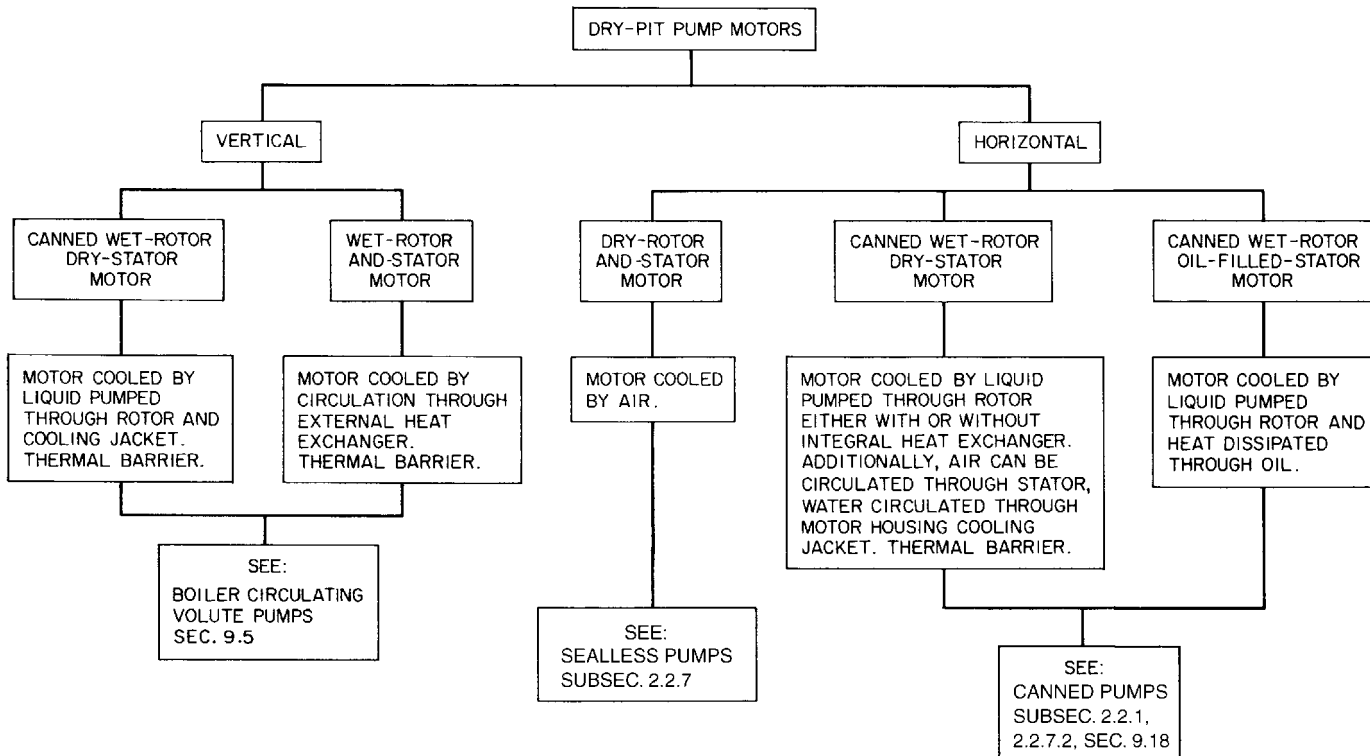 DRY-PIT PUMP MOTORS
VERTICAL
HORIZONTAL
CANNED WET-ROTOR
DRY-STATOR
MOTOR
WET-ROTOR
AND-STATOR
MOTOR
DRY-ROTOR
AND-STATOR
MOTOR
CANNED WET-ROTOR
DRY-STATOR
MOTOR
CANNED WET-ROTOR
OIL-FILLED-STATOR
MOTOR
MOTOR COOLED BY
LIQUID PUMPED
THROUGH ROTOR AND
COOLING JACKET.
THERMAL BARRIER.
MOTOR COOLED BY
CIRCULATION THROUGH
EXTERNAL HEAT
EXCHANGER.
THERMAL BARRIER.
MOTOR COOLED
BY AIR.
MOTOR COOLED BY LIQUID
PUMPED THROUGH ROTOR
EITHER WITH OR WITHOUT
INTEGRAL HEAT EXCHANGER.
ADDITIONALLY, AIR CAN BE
CIRCULATED THROUGH STATOR,
WATER CIRCULATED THROUGH
MOTOR HOUSING COOLING
JACKET. THERMAL BARRIER.
MOTOR COOLED BY
LIQUID PUMPED
THROUGH ROTOR AND
HEAT DISSIPATED
THROUGH OIL.
SEE:
BOILER CIRCULATING
VOLUTE PUMPS
SEC. 9.5
SEE:
SEALLESS PUMPS
SUBSEC. 2.2.7
SEE:
CANNED PUMPS
SUBSEC. 2.2.1,
2.2.7.2, SEC. 9.18